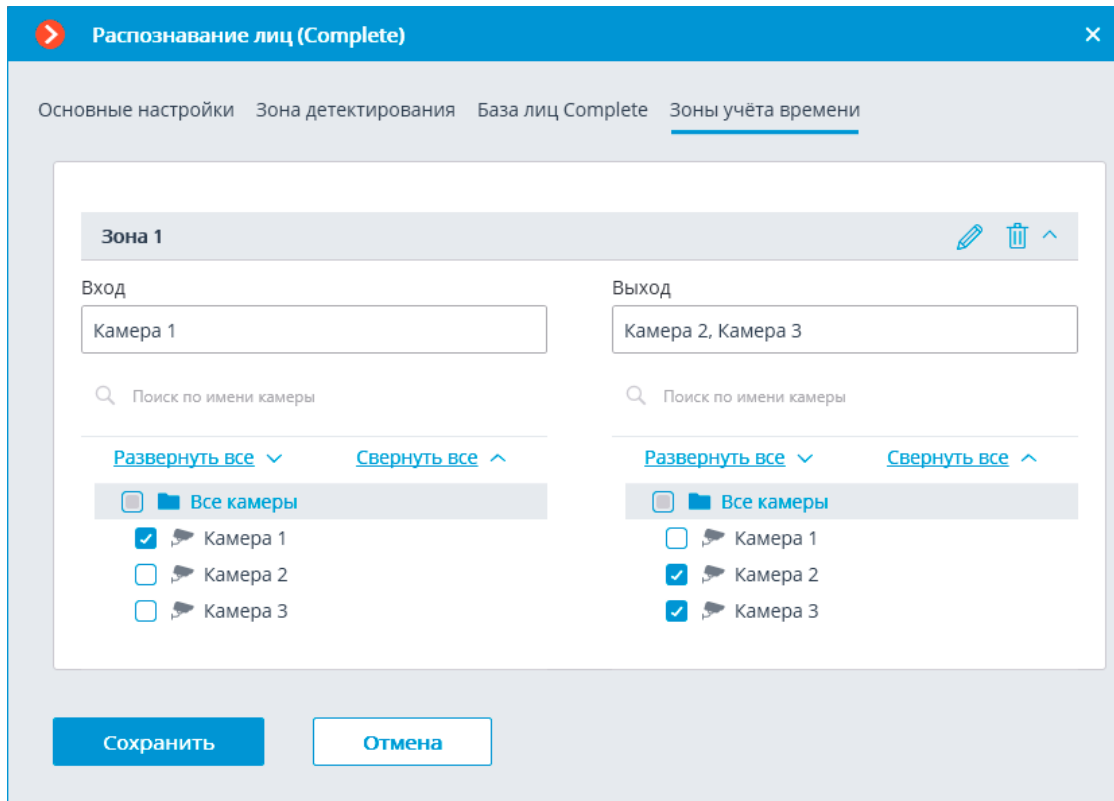 Распознавание лиц (Complete)
Основные настройки Зона детектирования База лиц Complete Зоны учёта времени
Зона 1
Вход Выход
Камера 1 Камера 2, Камера 3
Поиск по имени камеры Поиск по имени камеры
Развернуть все Свернуть все Развернуть все Свернуть все
Все камеры Все камеры
Камера 1 Камера 1
Камера 2 Камера 2
Камера 3 Камера 3
Сохранить Отмена